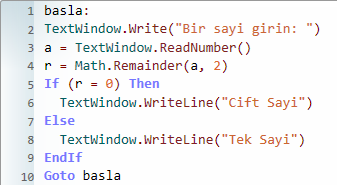 1 basla:
2 TextWindow.Write("Bir sayi girin: ")
3 a = TextWindow.ReadNumber()
4 r = Math.Remainder(a, 2)
5 If (r = 0) Then
6 TextWindow.WriteLine("Cift Sayi")
7 Else
8 TextWindow.WriteLine("Tek Sayi")
9 EndIf
10 Goto basla